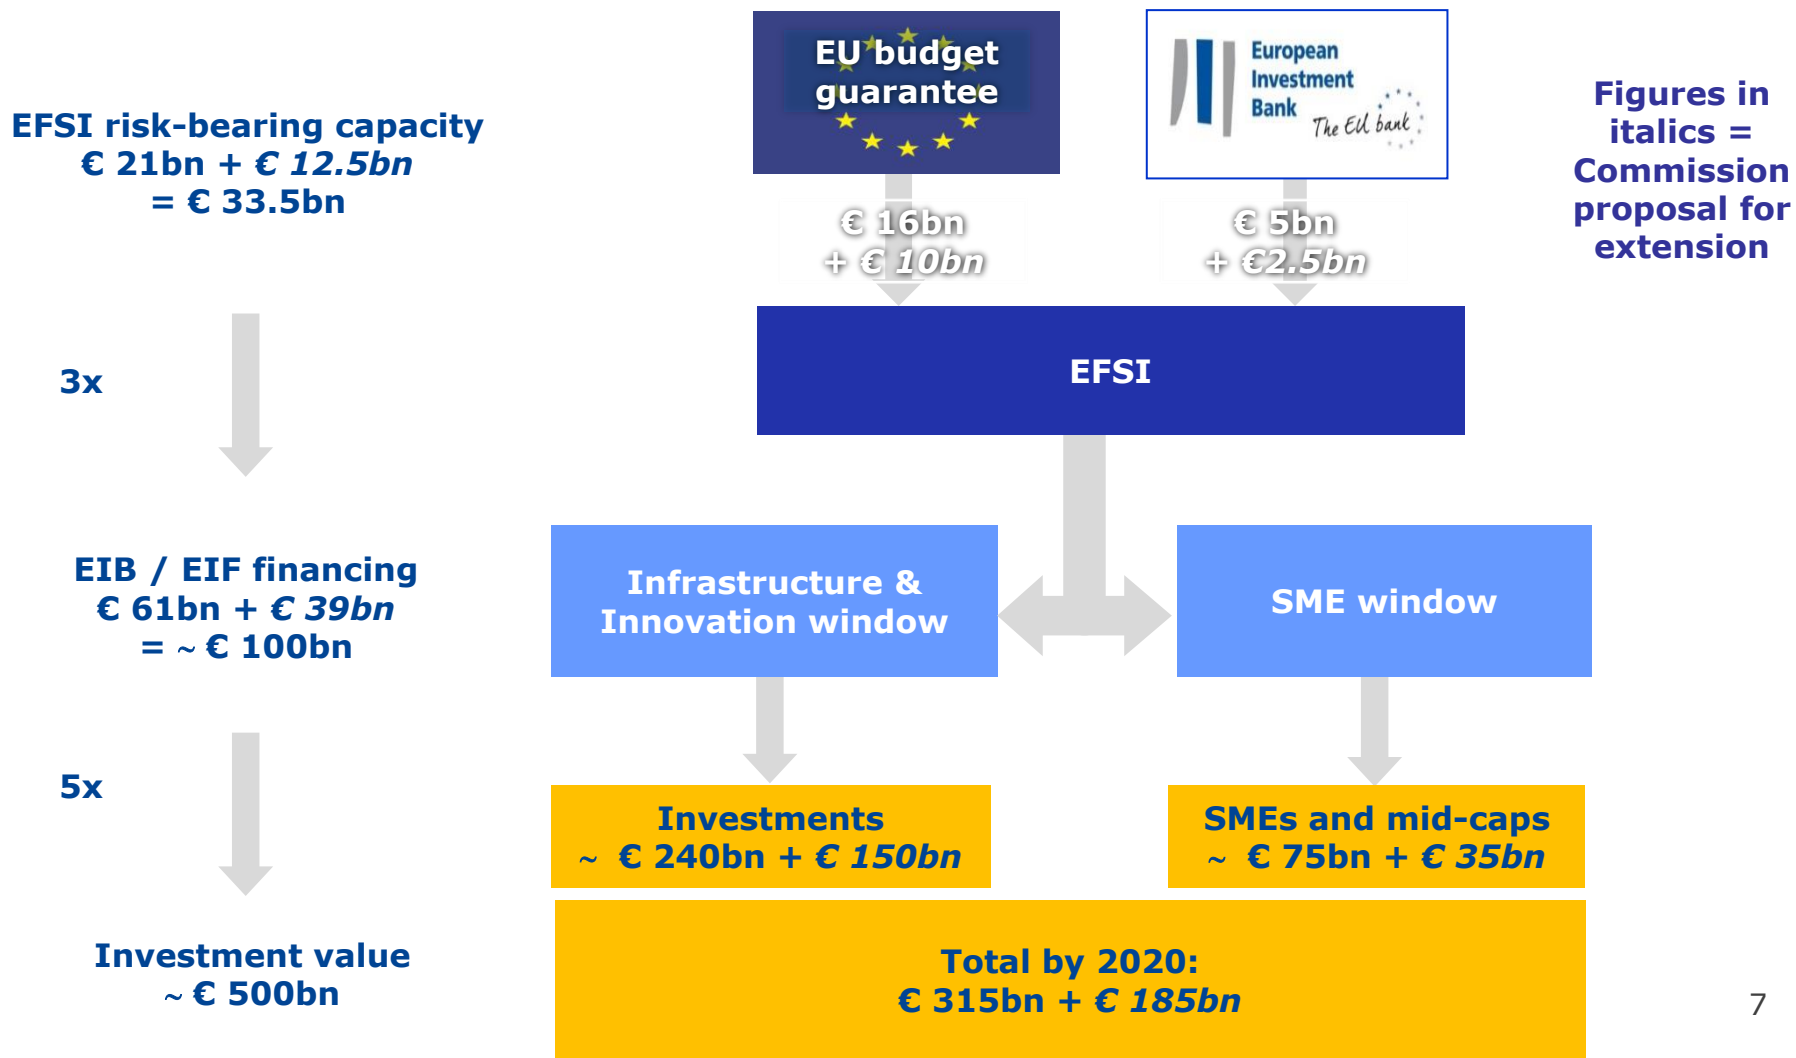 EU budget
guarantee
European
Investment
Bank
The EU bank
Figures in
italics =
Commission
proposal for
extension
EFSI risk-bearing capacity
€ 21bn + € 12.5bn
= € 33.5bn
€ 16bn
+ € 10bn
€ 5bn
+ €2.5bn
3x
EFSI
EIB / EIF financing
€ 61bn + € 39bn
= ~ € 100bn
Infrastructure &
Innovation window
SME window
5x
Investments
~ € 240bn + € 150bn
SMEs and mid-caps
~ € 75bn + € 35bn
Investment value
~ € 500bn
Total by 2020:
€ 315bn + € 185bn
7